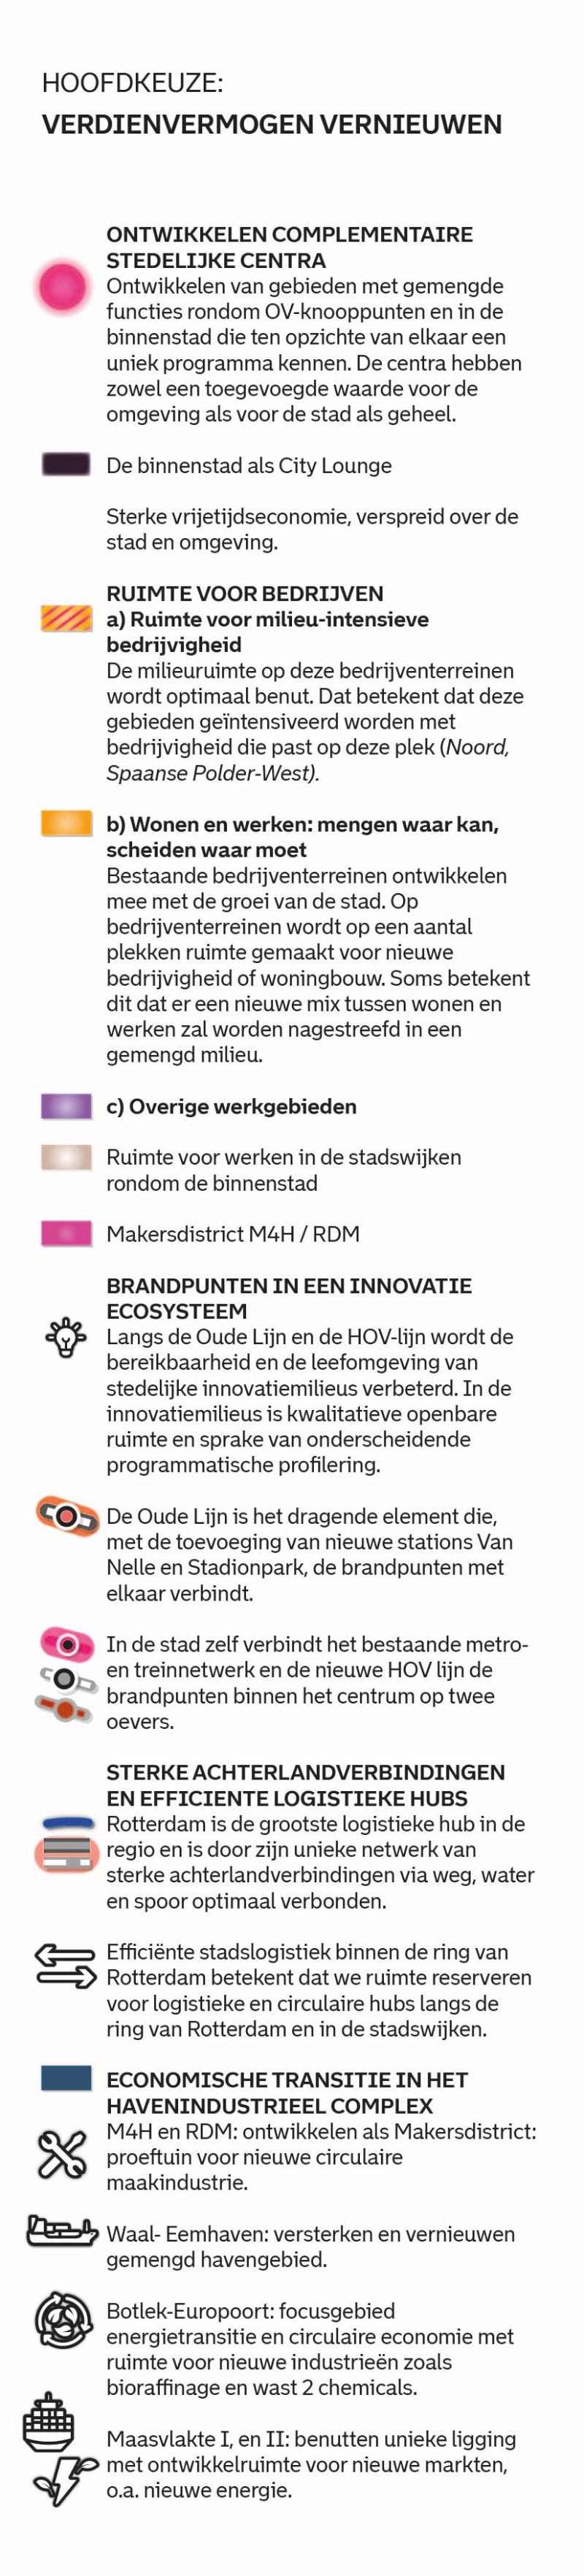 HOOFDKEUZE:
VERDIENVERMOGEN VERNIEUWEN
ONTWIKKELEN COMPLEMENTAIRE
STEDELIJKE CENTRA
Ontwikkelen van gebieden met gemengde
functies rondom OV-knooppunten en in de
binnenstad die ten opzichte van elkaar een
uniek programma kennen. De centra hebben
zowel een toegevoegde waarde voor de
omgeving als voor de stad als geheel.
De binnenstad als City Lounge
Sterke vrijetijdseconomie, verspreid over de
stad en omgeving.
RUIMTE VOOR BEDRIJVEN
a) Ruimte voor milieu-intensieve
bedrijvigheid
De milieuruimte op deze bedrijventerreinen
wordt optimaal benut. Dat betekent dat deze
gebieden geïntensiveerd worden met
bedrijvigheid die past op deze plek (Noord,
Spaanse Polder-West).
b) Wonen en werken: mengen waar kan,
scheiden waar moet
Bestaande bedrijventerreinen ontwikkelen
mee met de groei van de stad. Op
bedrijventerreinen wordt op een aantal
plekken ruimte gemaakt voor nieuwe
bedrijvigheid of woningbouw. Soms betekent
dit dat er een nieuwe mix tussen wonen en
werken zal worden nagestreefd in een
gemengd milieu.
c) Overige werkgebieden
Ruimte voor werken in de stadswijken
rondom de binnenstad
Makersdistrict M4H / RDM
BRANDPUNTEN IN EEN INNOVATIE
ECOSYSTEEM
Langs de Oude Lijn en de HOV-lijn wordt de
bereikbaarheid en de leefomgeving van
stedelijke innovatiemilieus verbeterd. In de
innovatiemilieus is kwalitatieve openbare
ruimte en sprake van onderscheidende
programmatische profilering.
De Oude Lijn is het dragende element die,
met de toevoeging van nieuwe stations Van
Nelle en Stadionpark, de brandpunten met
elkaar verbindt.
In de stad zelf verbindt het bestaande metro-
en treinnetwerk en de nieuwe HOV lijn de
brandpunten binnen het centrum op twee
oevers.
STERKE ACHTERLANDVERBINDINGEN
EN EFFICIENTE LOGISTIEKE HUBS
Rotterdam is de grootste logistieke hub in de
regio en is door zijn unieke netwerk van
sterke achterlandverbindingen via weg, water
en spoor optimaal verbonden.
Efficiënte stadslogistiek binnen de ring van
Rotterdam betekent dat we ruimte reserveren
voor logistieke en circulaire hubs langs de
ring van Rotterdam en in de stadswijken.
ECONOMISCHE TRANSITIE IN HET
HAVENINDUSTRIEEL COMPLEX
M4H en RDM: ontwikkelen als Makersdistrict:
proeftuin voor nieuwe circulaire
maakindustrie.
Waal- Eemhaven: versterken en vernieuwen
gemengd havengebied.
Botlek-Europoort: focusgebied
energietransitie en circulaire economie met
ruimte voor nieuwe industrieën zoals
bioraffinage en wast 2 chemicals.
Maasvlakte I, en II: benutten unieke ligging
met ontwikkelruimte voor nieuwe markten,
o.a. nieuwe energie.